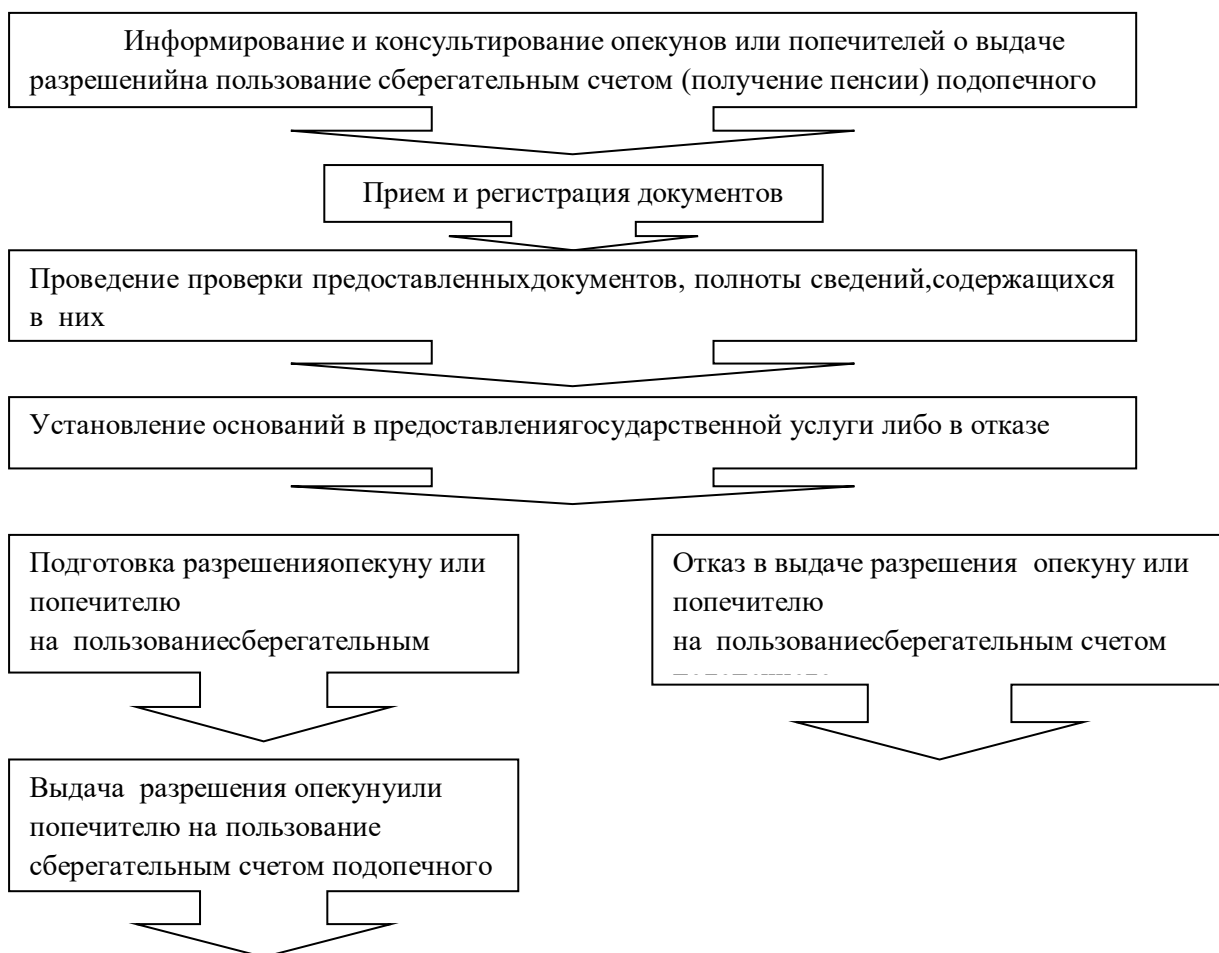 Информирование и консультирование опекунов или попечителей о выдаче
разрешенийна пользование сберегательным счетом (получение пенсии) подопечного
Прием и регистрация документов
Проведение проверки предоставленныхдокументов, полноты сведений,содержащихся
в них
Установление оснований в предоставлениягосударственной услуги либо в отказе
Подготовка разрешенияопекуну или
попечителю
на пользованиесберегательным
Отказ в выдаче разрешения опекуну или
попечителю
на пользованиесберегательным счетом
Выдача разрешения опекунуили
попечителю на пользование
сберегательным счетом подопечного